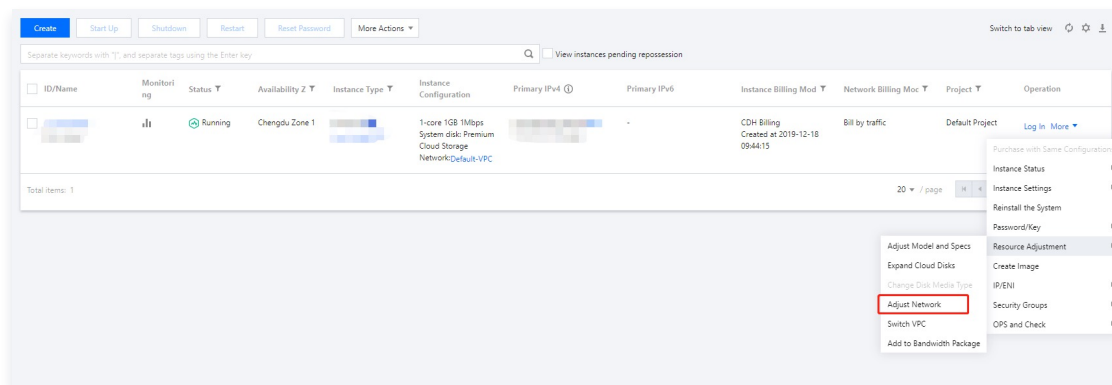 Create Start Up Shutdown Restart Reset Password More Actions Switch to tab view
Separate keywords with "|", and separate tags using the Enter key View instances pending repossession
ID/Name Monitori Status Availability Z Instance Type Instance Primary IPv4 Primary IPv6 Instance Billing Mod Network Billing Moc Project Operation
ng Configuration
Running Chengdu Zone 1 1-core 1GB 1Mbps - CDH Billing Bill by traffic Default Project Log In More
System disk: Premium Created at 2019-12-18
Cloud Storage 09:44:15
Network:Default-VPC
Total items: 1 20 / page
Purchase with Same Configuration
Instance Status
Instance Settings
Reinstall the System
Password/Key
Resource Adjustment
Create Image
IP/ENI
Security Groups
OPS and Check
Adjust Model and Specs
Expand Cloud Disks
Change Disk Media Type
Adjust Network
Switch VPC
Add to Bandwidth Package